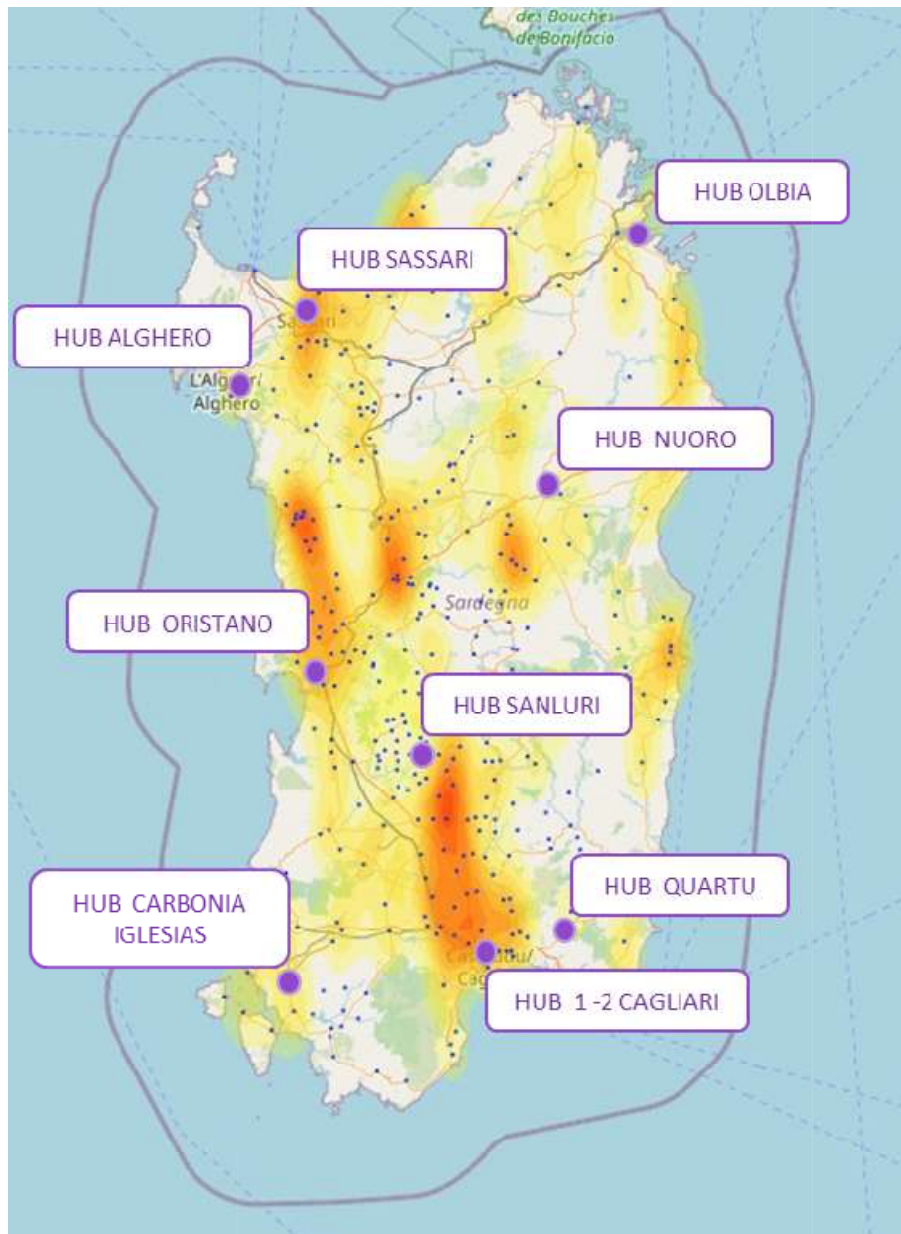 des Bouches
de Bonifacio
HUB OLBIA
HUB SASSARI
HUB ALGHERO
L'Alguer/
Alghero
HUB NUORO
Sardegna
HUB ORISTANO
HUB SANLURI
HUB QUARTU
HUB CARBONIA
IGLESIAS
HUB 1 -2 CAGLIARI